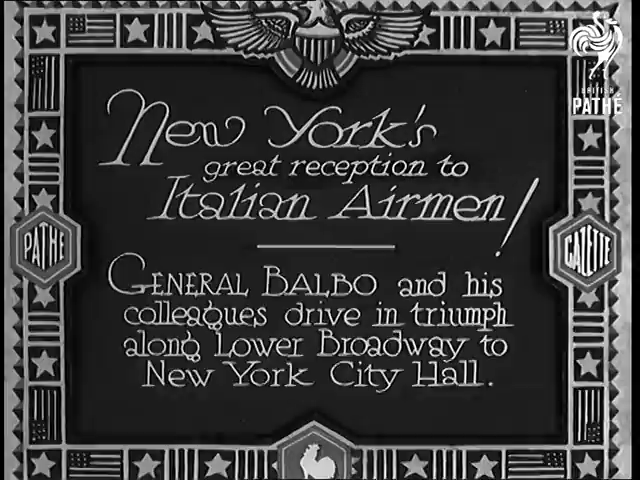 BRITISH
PATHÉ
New York's
great reception to
Italian Airmen!
PATHE
GAZETTE
GENERAL BALBO and his
colleagues drive in triumph
along Lower Broadway to
New York City Hall.